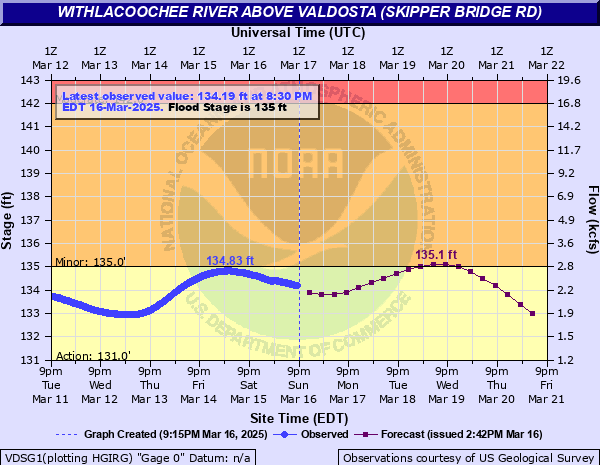 WITHLACOOCHEE RIVER ABOVE VALDOSTA (SKIPPER BRIDGE RD)
Universal Time (UTC)
1Z 1Z 1Z 1Z 1Z 1Z 1Z 1Z 1Z 1Z 1Z
Mar 12 Mar 13 Mar 14 Mar 15 Mar 16 Mar 17 Mar 18 Mar 19 Mar 20 Mar 21 Mar 22
Latest observed value: 134.19 ft at 8:30 PM
EDT 16-Mar-2025. Flood Stage is 135 ft
143 19.6
142 16.8
141 14.2
140 11.7
139 9.2
138 6.9
137 4.9
136 3.6
135 2.8
134 2.2
133 1.9
132 1.5
131 1.2
Stage (ft)
Flow (kcfs)
NOAA
NATIONAL OCEANIC AND ATMOSPHERIC ADMINISTRATION
U.S. DEPARTMENT OF COMMERCE
Minor: 135.0'
134.83 ft
135.1 ft
Action: 131.0'
9pm 9pm 9pm 9pm 9pm 9pm 9pm 9pm 9pm 9pm 9pm
Tue Wed Thu Fri Sat Sun Mon Tue Wed Thu Fri
Mar 11 Mar 12 Mar 13 Mar 14 Mar 15 Mar 16 Mar 17 Mar 18 Mar 19 Mar 20 Mar 21
Site Time (EDT)
Graph Created (9:15PM Mar 16, 2025) Observed Forecast (issued 2:42PM Mar 16)
VDSG1(plotting HGIRG) "Gage 0" Datum: n/a
Observations courtesy of US Geological Survey